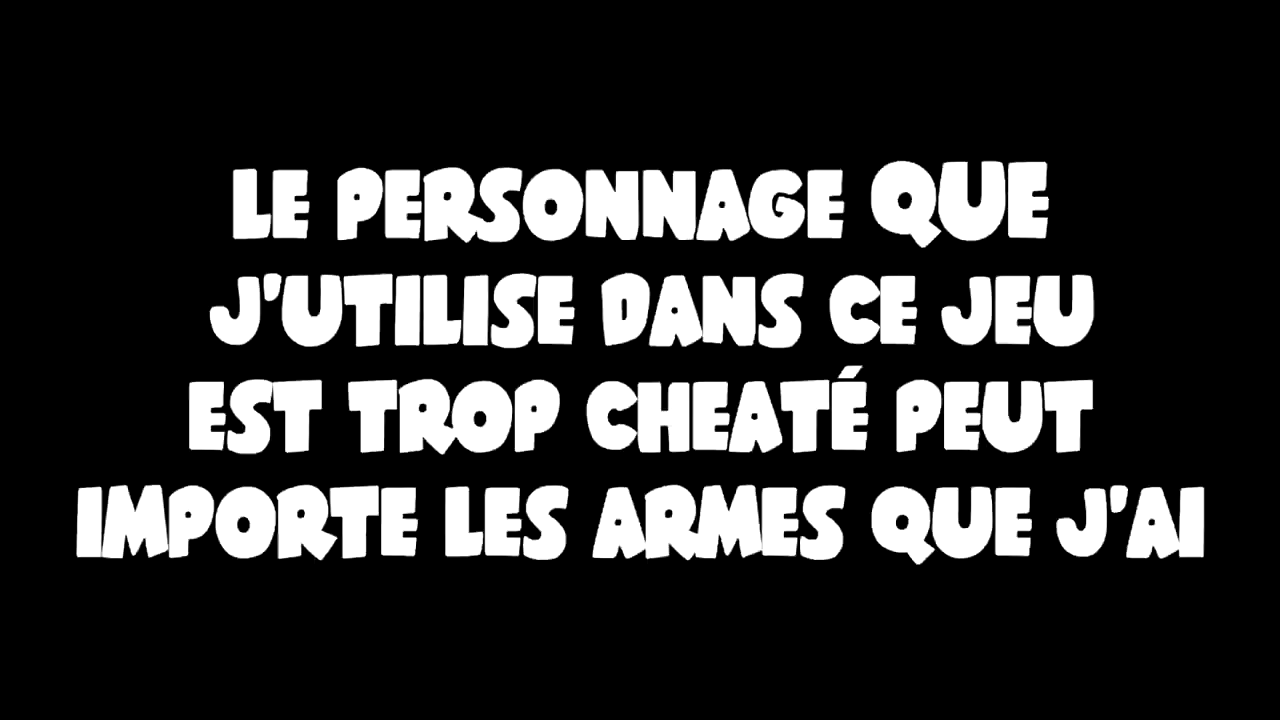 LE PERSONNAGE QUE
J'UTILISE DANS CE JEU
EST TROP CHEATÉ PEUT
IMPORTE LES ARMES QUE J'AI